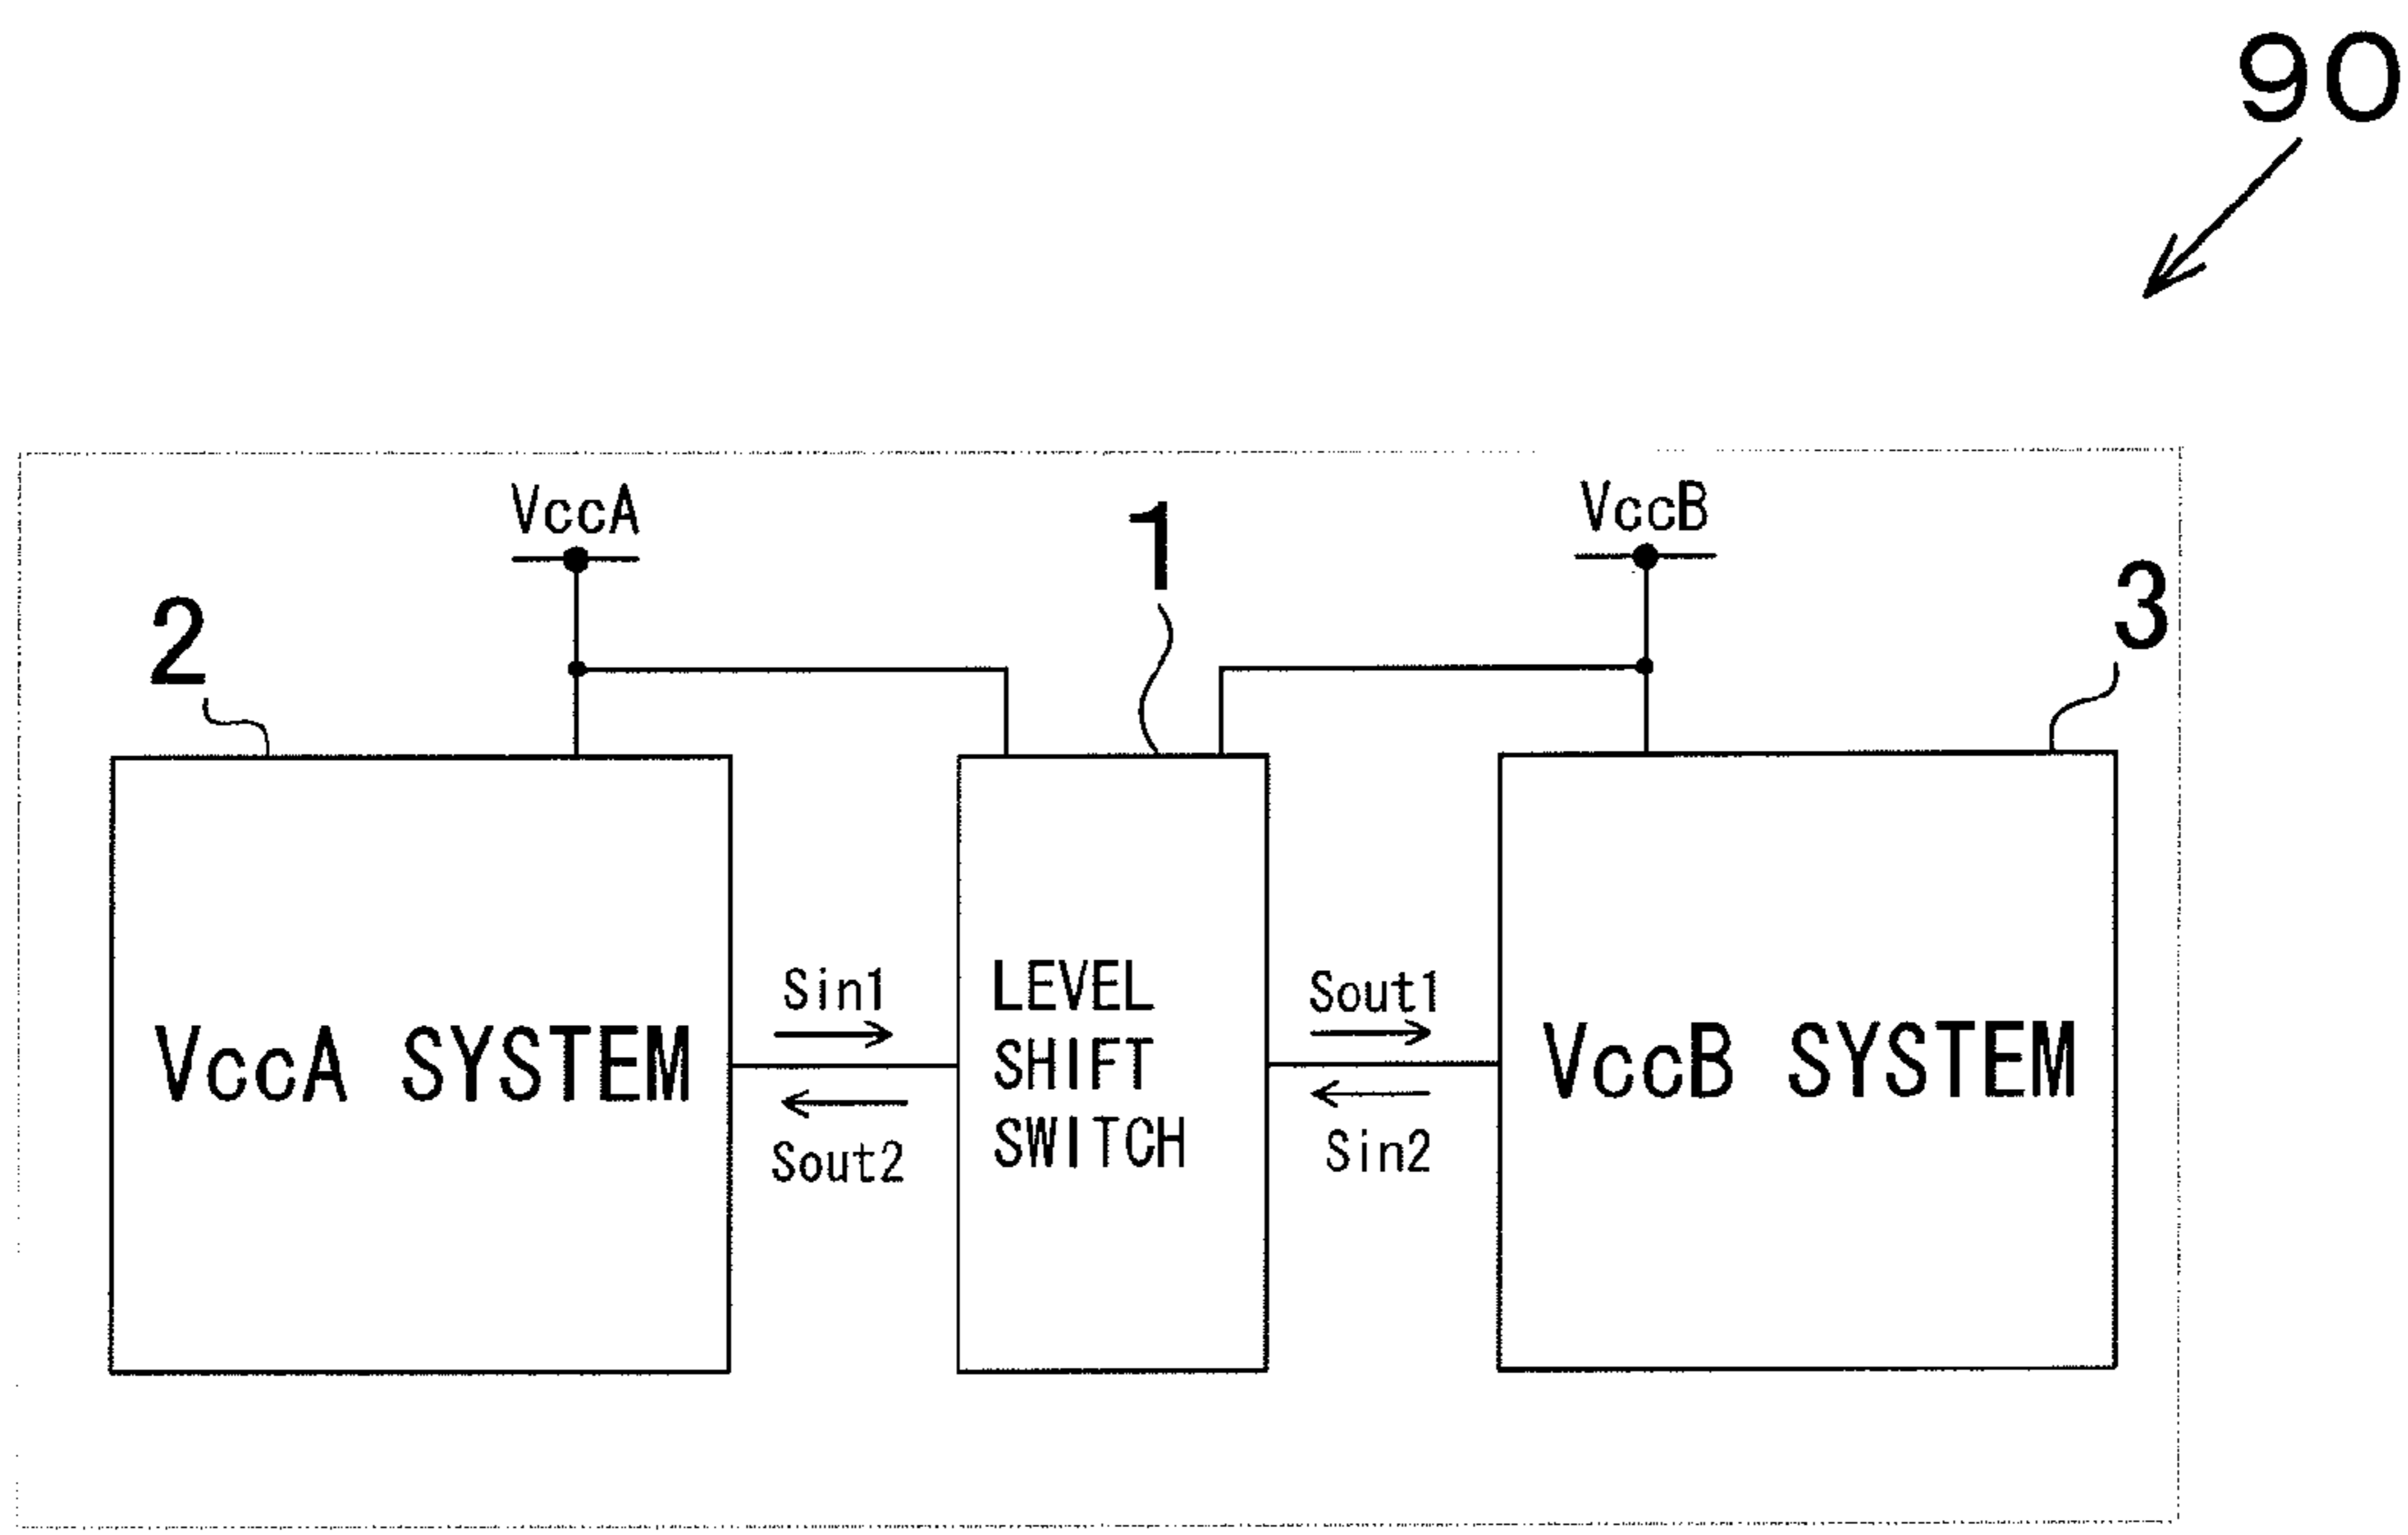 90
VccA
1
VccB
2
3
Sin1
LEVEL
SHIFT
SWITCH
Sout1
VccA SYSTEM
VccB SYSTEM
Sout2
Sin2